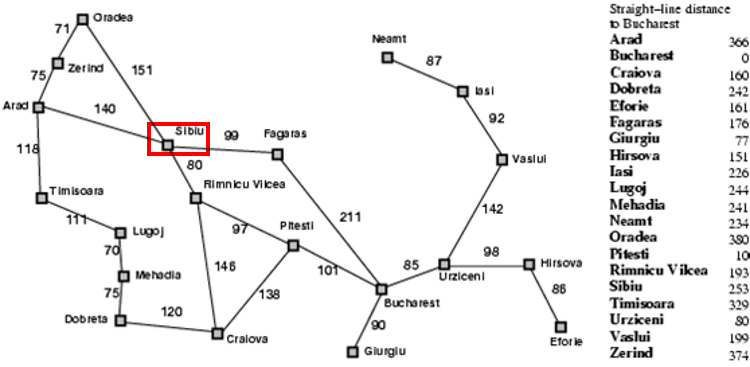 Oradea
71
Zerind
151
75
Arad
140
Sibiu
99
Fagaras
118
80
Rimnicu Vilcea
Timisoara
111
Lugoj
97
Pitesti
211
70
Mehadia
146
101
75
138
Dobreta
120
Craiova
Neamt
87
Iasi
92
Vaslui
142
98
Hirsova
85
Urziceni
86
Bucharest
90
Giurgiu
Eforie
Straight–line distance
to Bucharest
Arad 366
Bucharest 0
Craiova 160
Dobreta 242
Eforie 161
Fagaras 176
Giurgiu 77
Hirsova 151
Iasi 226
Lugoj 244
Mehadia 241
Neamt 234
Oradea 380
Pitesti 10
Rimnicu Vilcea 193
Sibiu 253
Timisoara 329
Urziceni 80
Vaslui 199
Zerind 374